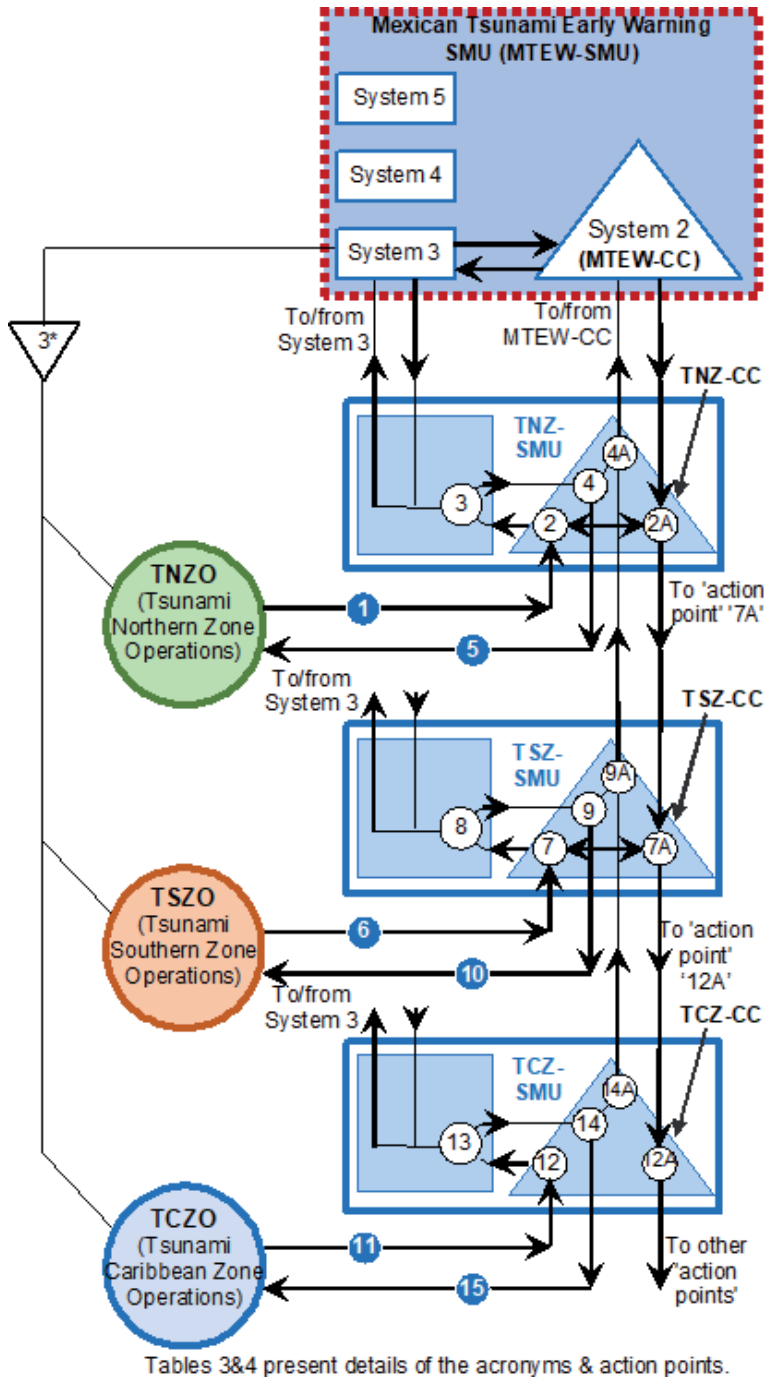 Mexican Tsunami Early Warning
SMU (MTEW-SMU)
System 5
System 4
System 3
System 2
(MTEW-CC)
3*
To/from
System 3
To/from
MTEW-CC
TNZ-CC
TNZ-
SMU
4A
4
3
2
2A
TNZO
(Tsunami
Northern Zone
Operations)
1
5
To 'action
point' '7A'
To/from
System 3
TSZ-CC
TSZ-
SMU
9A
9
8
7
7A
TSZO
(Tsunami
Southern Zone
Operations)
6
10
To 'action
point'
'12A'
To/from
System 3
TCZ-CC
TCZ-
SMU
14A
14
13
12
12A
TCZO
(Tsunami
Caribbean Zone
Operations)
11
15
To other
'action
points'
Tables 3&4 present details of the acronyms & action points.